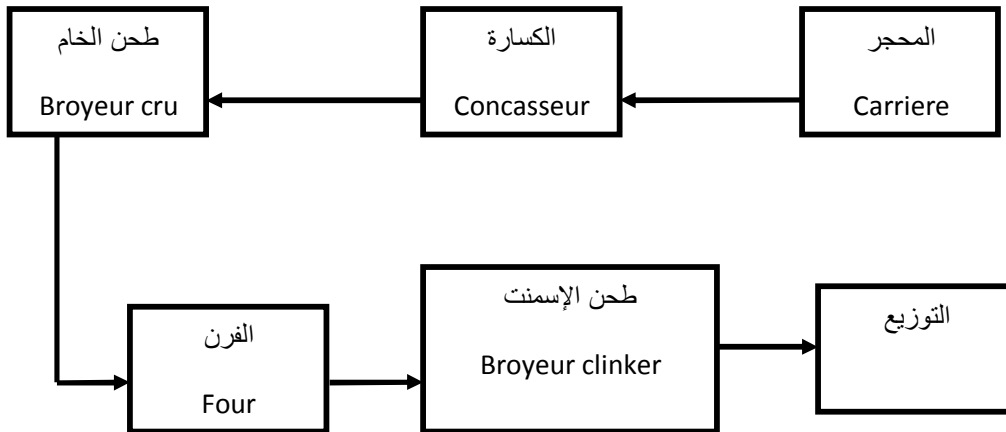 المحجر
Carriere
الكسارة
Concasseur
طحن الخام
Broyeur cru
الفرن
Four
طحن الإسمنت
Broyeur clinker
التوزيع